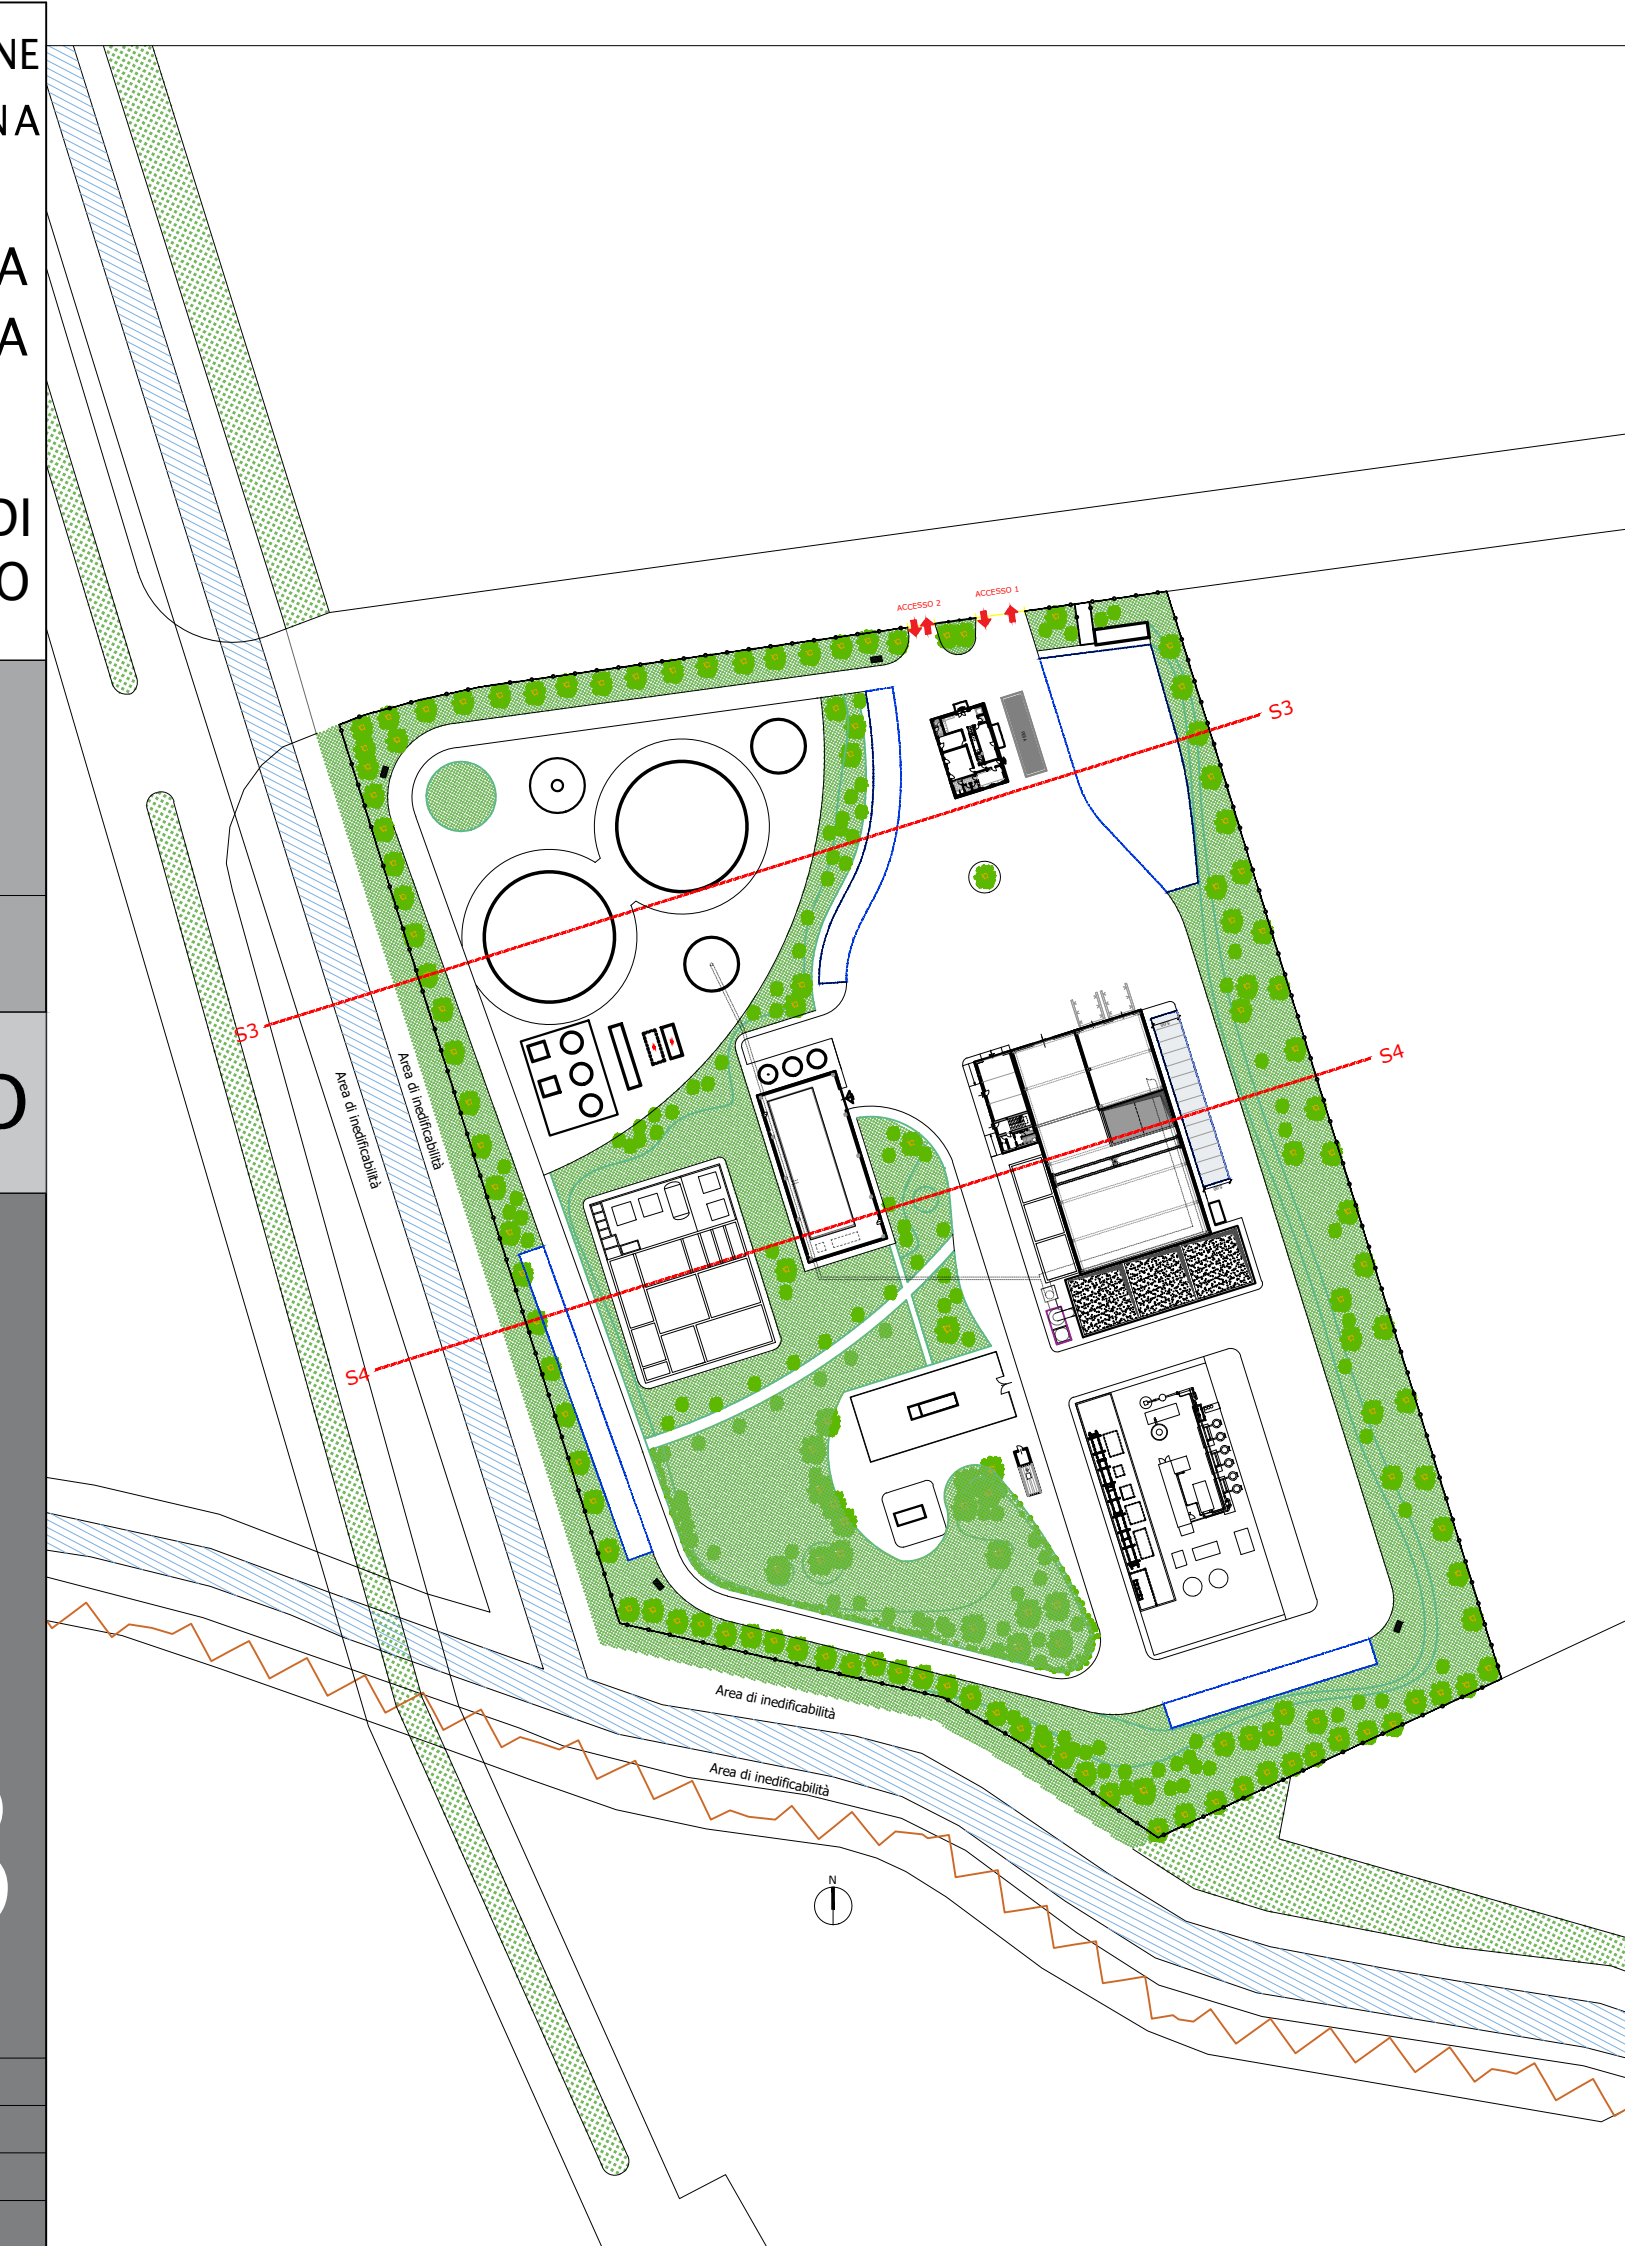 NE
NA
A
A
DI
O
O
ACCESSO 2
ACCESSO 1
S3
S3
S4
S4
Area di inedificabilità
Area di inedificabilità
Area di inedificabilità
Area di inedificabilità
N